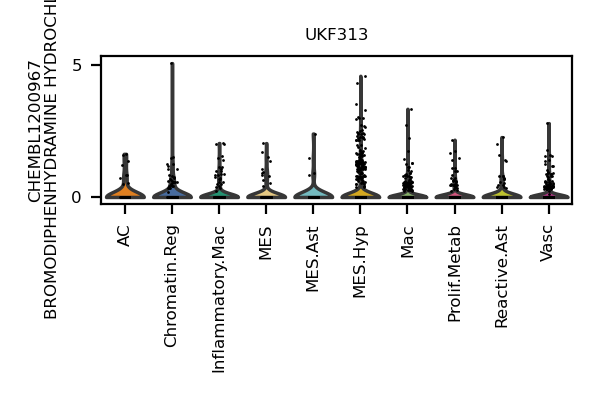 UKF313
CHEMBL1200967
BROMODIPHENHYDRAMINE
5
0
AC
Chromatin.Reg
Inflammatory.Mac
MES
MES.Ast
MES.Hyp
Mac
Prolif.Metab
Reactive.Ast
Vasc